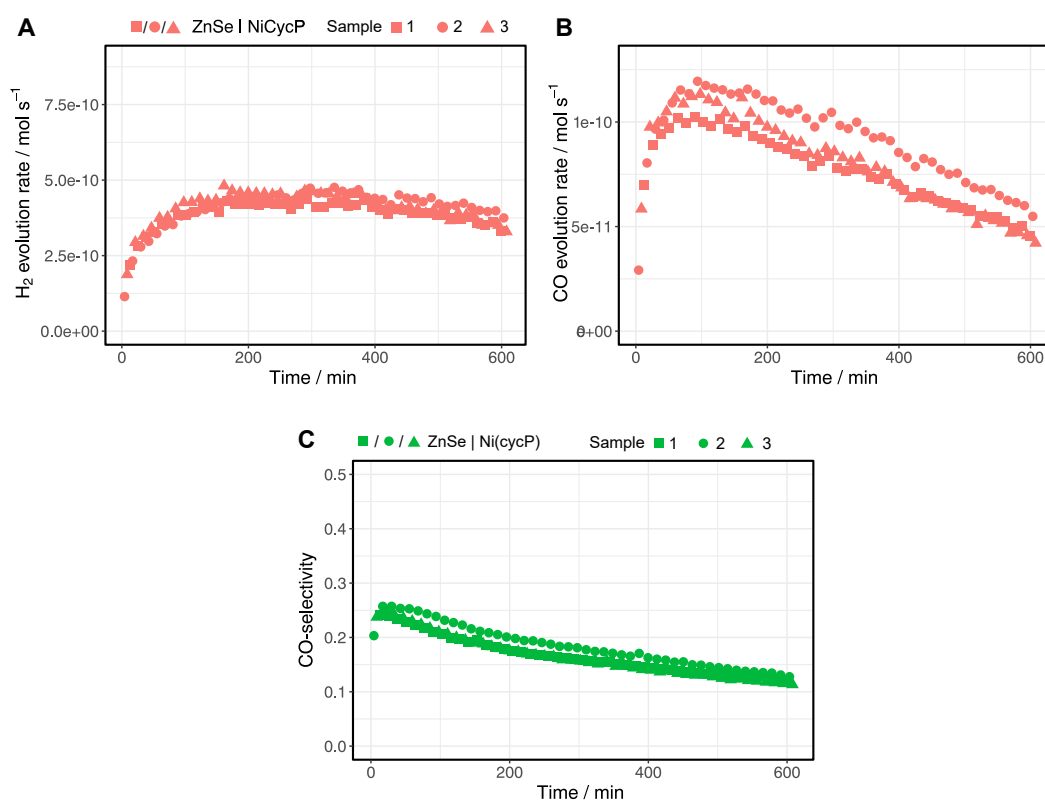 A
■/●/▲ ZnSe | NiCycP Sample ■ 1 ● 2 ▲ 3
H₂ evolution rate / mol s⁻¹
7.5e-10
5.0e-10
2.5e-10
0.0e+00
0 200 400 600
Time / min
B
CO evolution rate / mol s⁻¹
1e-10
5e-11
0e+00
0 200 400 600
Time / min
C
■ / ● / ▲ ZnSe | Ni(cycP) Sample ■ 1 ● 2 ▲ 3
CO-selectivity
0.5
0.4
0.3
0.2
0.1
0.0
0 200 400 600
Time / min